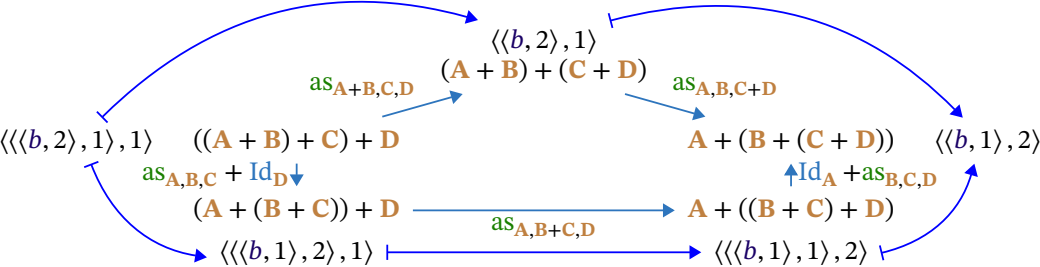 ⟨⟨b, 2⟩, 1⟩
(A + B) + (C + D)
as_{A+B,C,D} as_{A,B,C+D}
⟨⟨⟨b, 2⟩, 1⟩, 1⟩ ((A + B) + C) + D A + (B + (C + D)) ⟨⟨b, 1⟩, 2⟩
as_{A,B,C} + Id_D Id_A + as_{B,C,D}
(A + (B + C)) + D A + ((B + C) + D)
as_{A,B+C,D}
⟨⟨⟨b, 1⟩, 2⟩, 1⟩ ⟨⟨⟨b, 1⟩, 1⟩, 2⟩